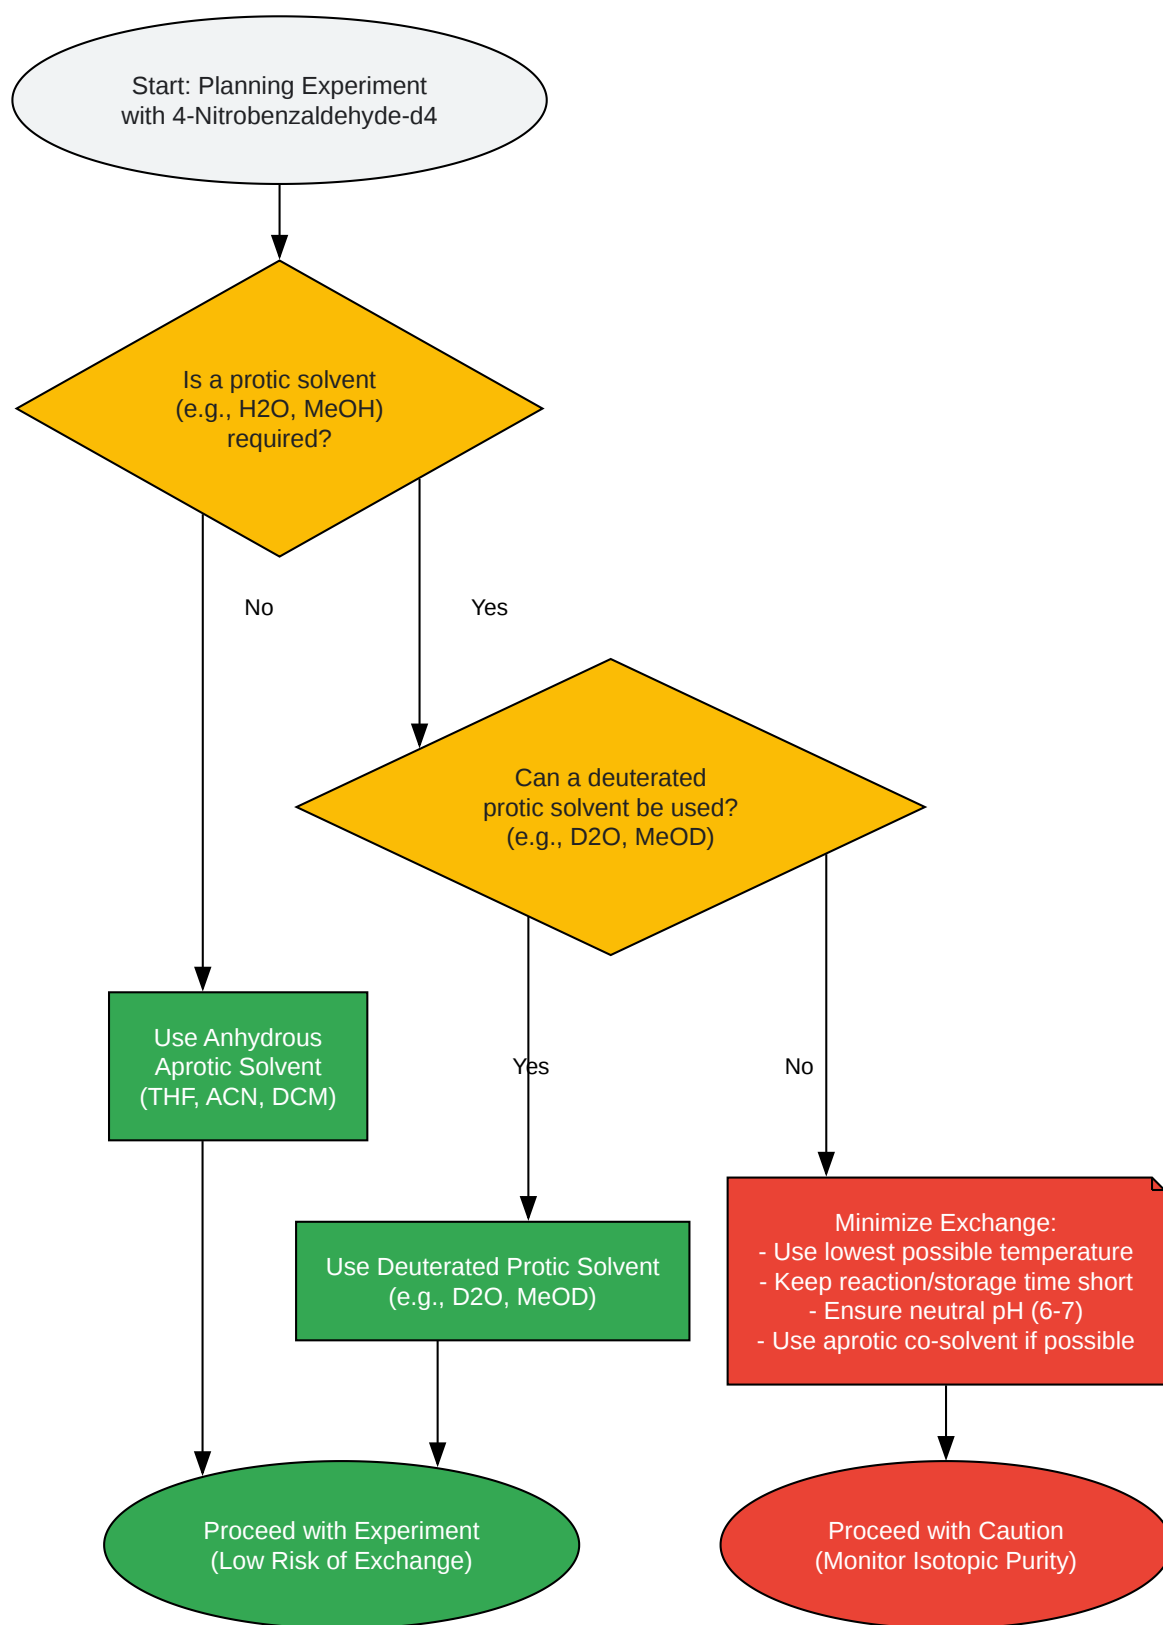 Start: Planning Experiment
with 4-Nitrobenzaldehyde-d4
Is a protic solvent
(e.g., H2O, MeOH)
required?
No
Yes
Can a deuterated
protic solvent be used?
(e.g., D2O, MeOD)
Use Anhydrous
Aprotic Solvent
(THF, ACN, DCM)
Yes
No
Use Deuterated Protic Solvent
(e.g., D2O, MeOD)
Minimize Exchange:
- Use lowest possible temperature
- Keep reaction/storage time short
- Ensure neutral pH (6-7)
- Use aprotic co-solvent if possible
Proceed with Experiment
(Low Risk of Exchange)
Proceed with Caution
(Monitor Isotopic Purity)